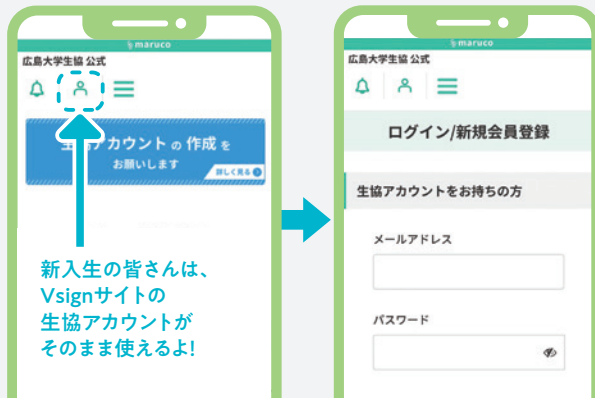 maruco
広島大学生協 公式
生協アカウント の 作成 を
お願いします
詳しく見る
新入生の皆さんは、
Vsignサイトの
生協アカウントが
そのまま使えるよ!
maruco
広島大学生協 公式
ログイン/新規会員登録
生協アカウントをお持ちの方
メールアドレス
パスワード